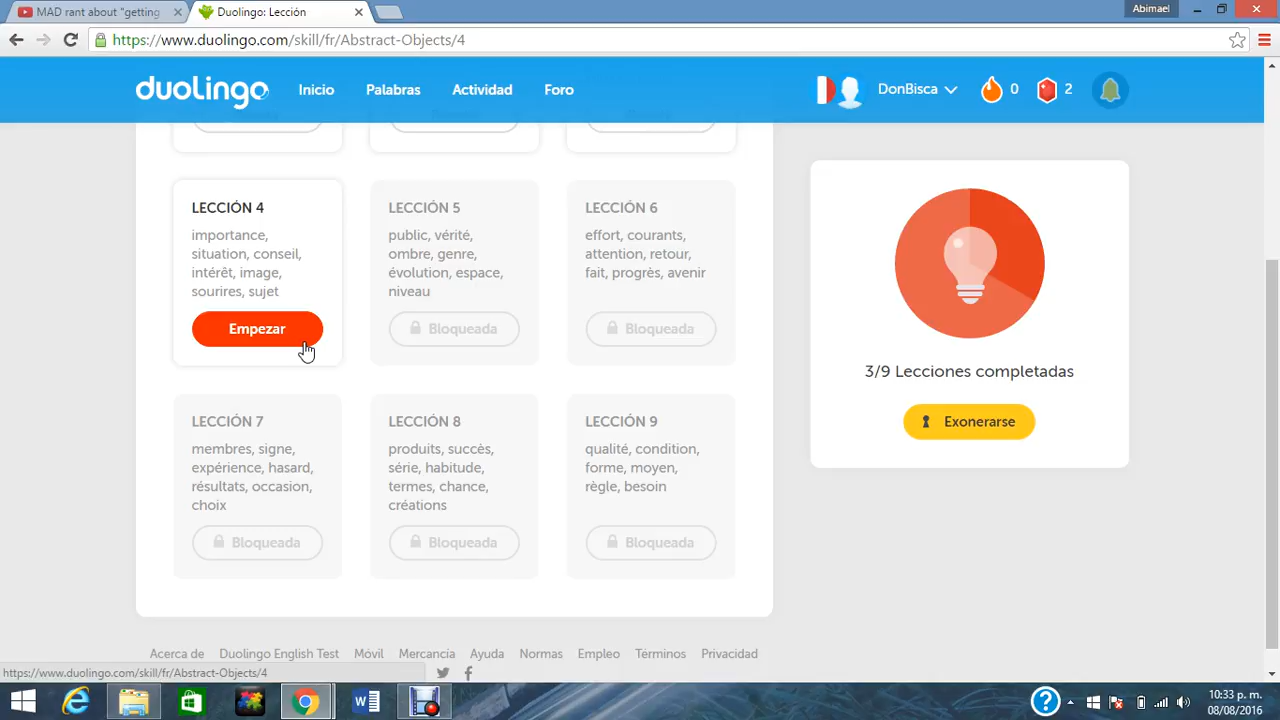 MAD rant about "getting
Duolingo: Lección
Abimael
https://www.duolingo.com/skill/fr/Abstract-Objects/4
duolingo
Inicio
Palabras
Actividad
Foro
DonBisca
0
2
LECCIÓN 4
importance,
situation, conseil,
intérêt, image,
sourires, sujet
Empezar
LECCIÓN 5
public, vérité,
ombre, genre,
évolution, espace,
niveau
Bloqueada
LECCIÓN 6
effort, courants,
attention, retour,
fait, progrès, avenir
Bloqueada
3/9 Lecciones completadas
Exonerarse
LECCIÓN 7
membres, signe,
expérience, hasard,
résultats, occasion,
choix
Bloqueada
LECCIÓN 8
produits, succès,
série, habitude,
termes, chance,
créations
Bloqueada
LECCIÓN 9
qualité, condition,
forme, moyen,
règle, besoin
Bloqueada
Acerca de
Duolingo English Test
Móvil
Mercancía
Ayuda
Normas
Empleo
Términos
Privacidad
https://www.duolingo.com/skill/fr/Abstract-Objects/4
10:33 p. m.
08/08/2016